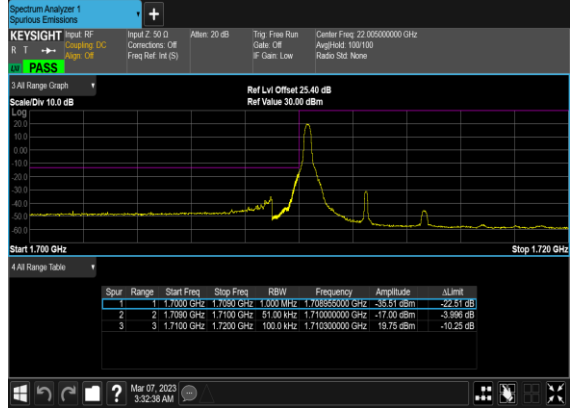 Spectrum Analyzer 1
Spurious Emissions
KEYSIGHT Input: RF Input Z: 50 Ω Atten: 20 dB Trig: Free Run Center Freq: 22.005000000 GHz
R T Coupling: DC Corrections: Off Gate: Off Avg|Hold: 100/100
Align: Off Freq Ref: Int (S) IF Gain: Low Radio Std: None
PASS
3 All Range Graph
Ref Lvl Offset 25.40 dB
Scale/Div 10.0 dB Ref Value 30.00 dBm
Log
20.0
10.0
0.00
-10.0
-20.0
-30.0
-40.0
-50.0
-60.0
Start 1.700 GHz Stop 1.720 GHz
4 All Range Table
Spur Range Start Freq Stop Freq RBW Frequency Amplitude ΔLimit
1 1 1.7000 GHz 1.7090 GHz 1.000 MHz 1.708955000 GHz -35.51 dBm -22.51 dB
2 2 1.7090 GHz 1.7100 GHz 51.00 kHz 1.710000000 GHz -17.00 dBm -3.996 dB
3 3 1.7100 GHz 1.7200 GHz 100.0 kHz 1.710300000 GHz 19.75 dBm -10.25 dB
? Mar 07, 2023
3:32:38 AM